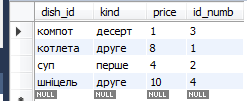 dish_id kind price id_numb
компот десерт 1 3
котлета друге 8 1
суп перше 4 2
шніцель друге 10 4
NULL NULL NULL NULL